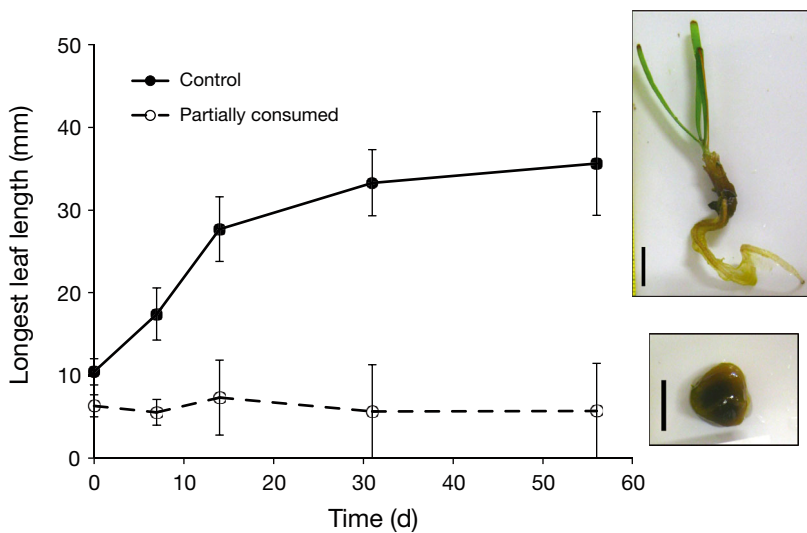 Longest leaf length (mm)
50
40
30
20
10
0
Control
Partially consumed
0 10 20 30 40 50 60
Time (d)